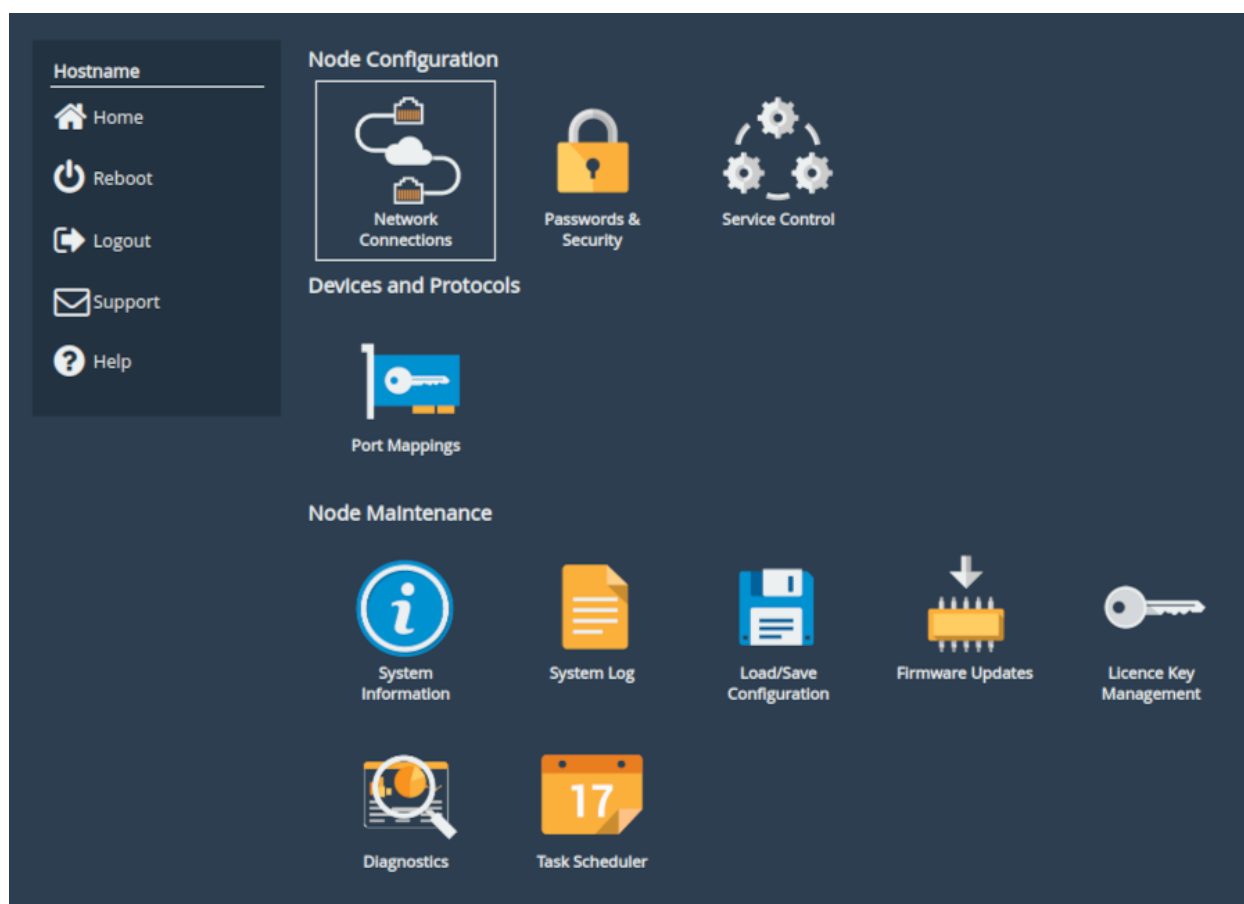 Hostname
Home
Reboot
Logout
Support
Help
Node Configuration
Network
Connections
Passwords &
Security
Service Control
Devices and Protocols
Port Mappings
Node Maintenance
System
Information
System Log
Load/Save
Configuration
Firmware Updates
Licence Key
Management
17
Diagnostics
Task Scheduler